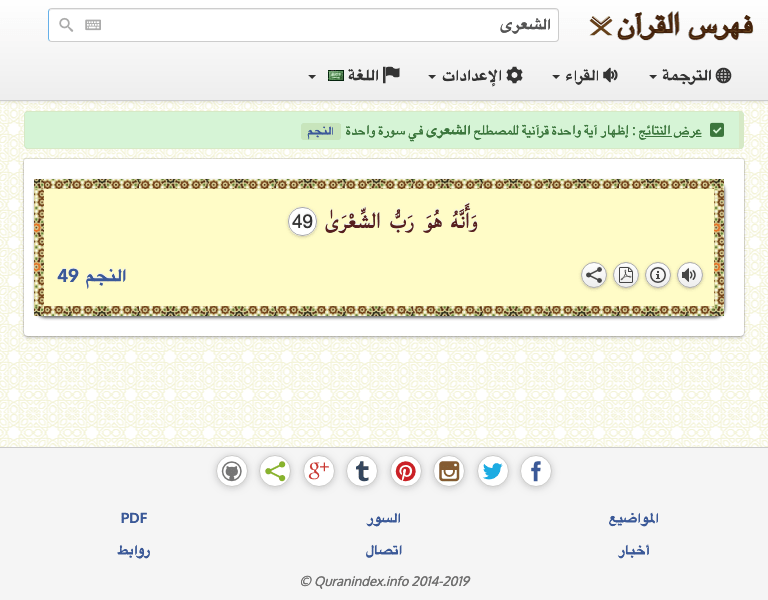 فهرس القرآن
الشعرى
الترجمة القراء الإعدادات اللغة
عرض النتائج : إظهار آية واحدة قرآنية للمصطلح الشعرى في سورة واحدة النجم
وَأَنَّهُ هُوَ رَبُّ الشِّعْرَىٰ 49
النجم 49
المواضيع السور PDF
أخبار اتصال روابط
© Quranindex.info 2014-2019